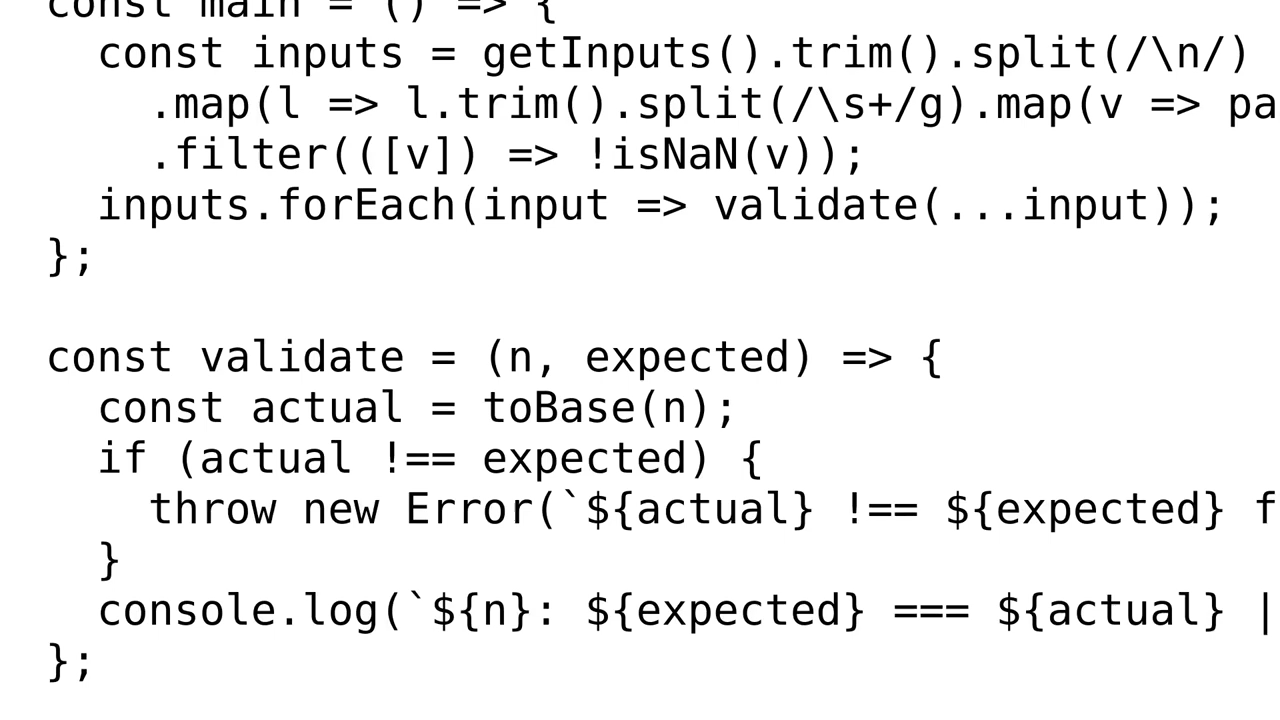 const main = () => {
  const inputs = getInputs().trim().split(/\n/)
    .map(l => l.trim().split(/\s+/g).map(v => pa
    .filter(([v]) => !isNaN(v));
  inputs.forEach(input => validate(...input));
};

const validate = (n, expected) => {
  const actual = toBase(n);
  if (actual !== expected) {
    throw new Error(`${actual} !== ${expected} f
  }
  console.log(`${n}: ${expected} === ${actual} |
};